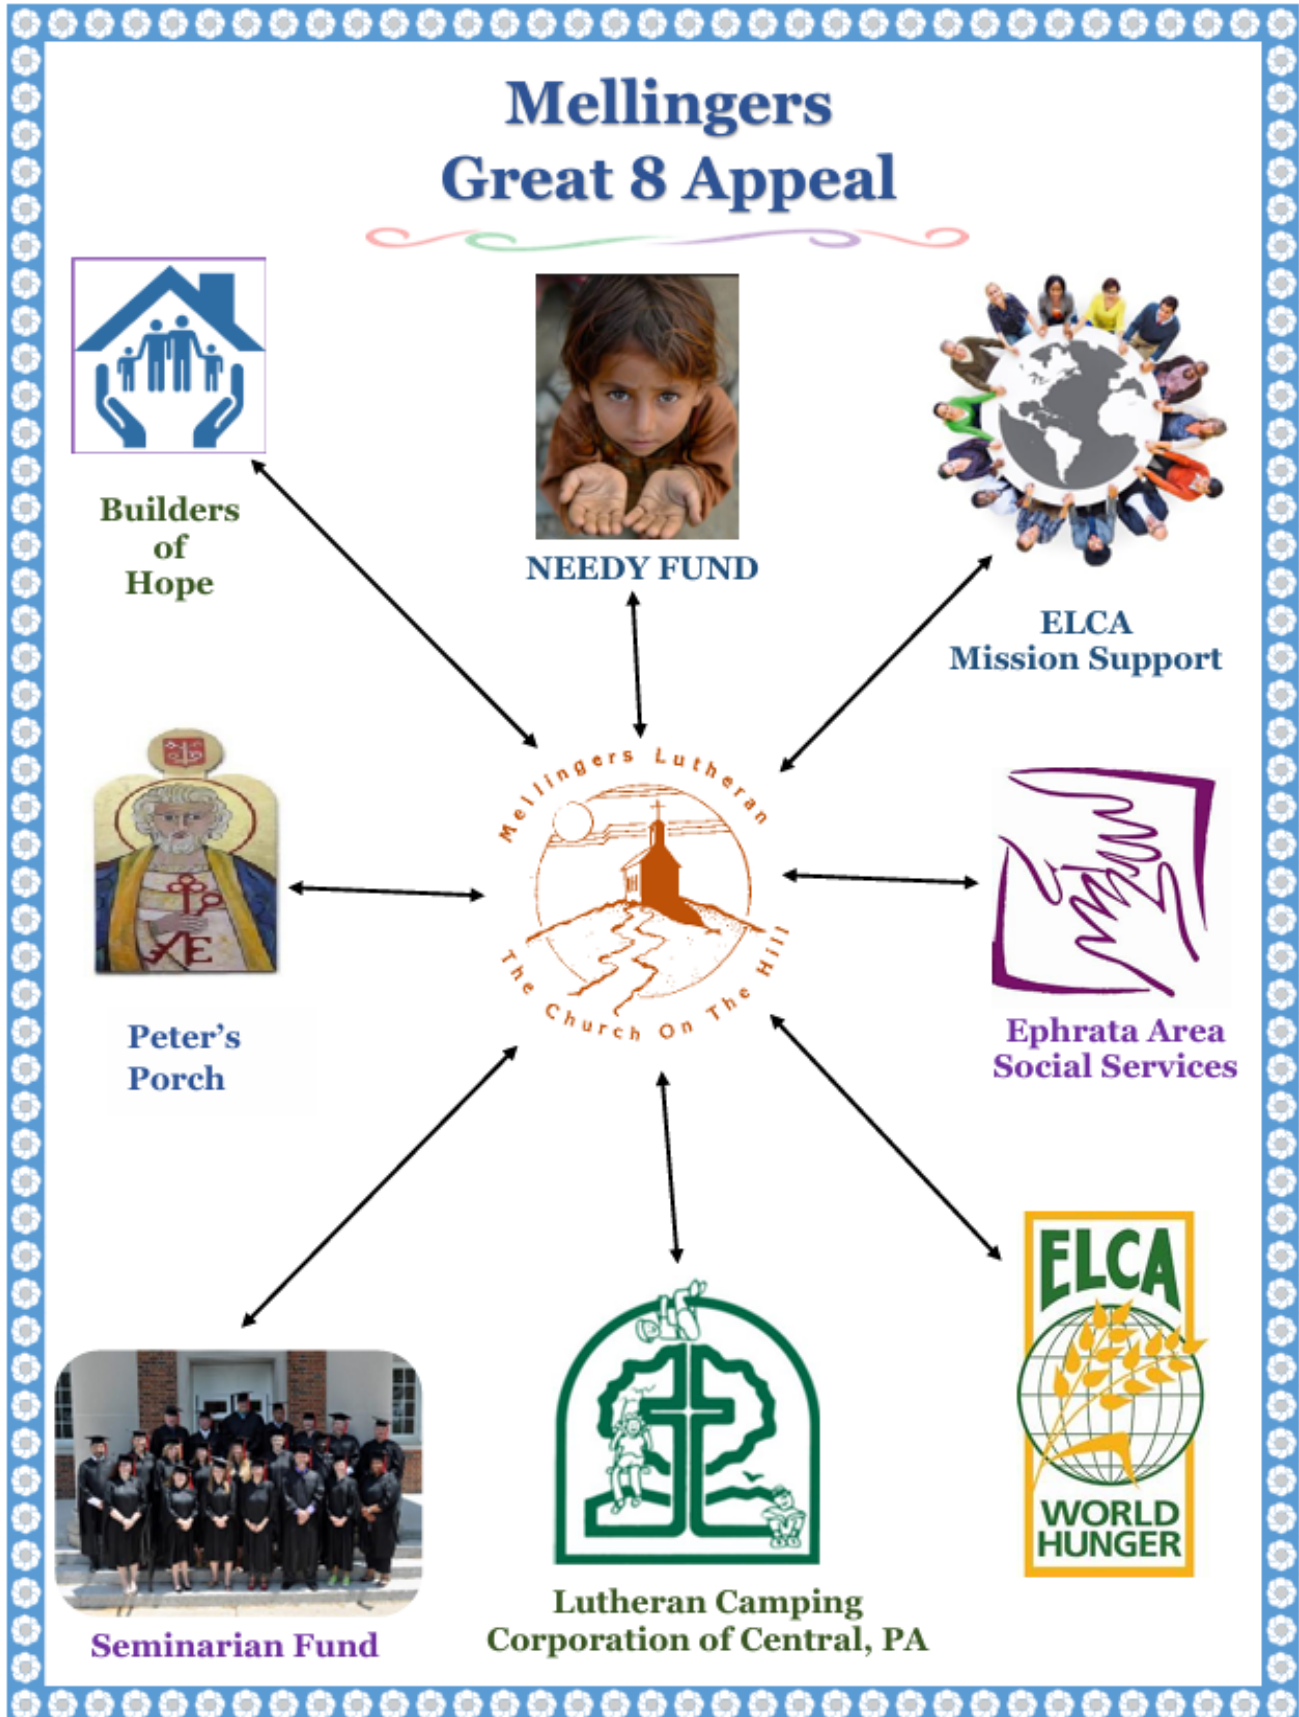 Mellingers
Great 8 Appeal
Builders
of
Hope
NEEDY FUND
ELCA
Mission Support
Mellingers Lutheran
The Church On The Hill
Peter's
Porch
Æ
Ephrata Area
Social Services
Seminarian Fund
Lutheran Camping
Corporation of Central, PA
ELCA
WORLD
HUNGER